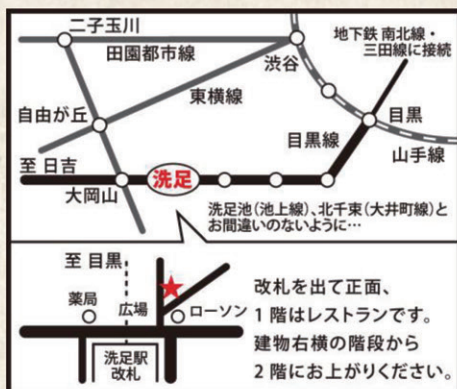 二子玉川
田園都市線
渋谷
地下鉄 南北線・
三田線に接続
東横線
自由が丘
目黒
目黒線
山手線
至 日吉
洗足
大岡山
洗足池(池上線)、北千束(大井町線)と
お間違いのないように…
至 目黒
薬局
広場
ローソン
洗足駅
改札
改札を出て正面、
1階はレストランです。
建物右横の階段から
2階にお上がりください。